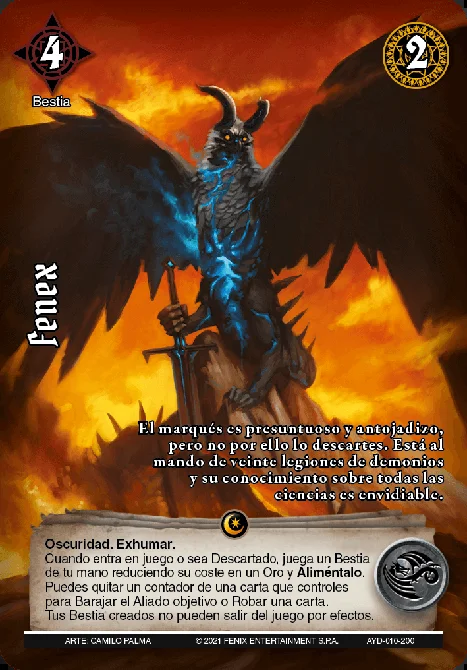 4
2
Bestia
fenex
El marqués es presuntuoso y antojadizo,
pero no por ello lo descartes. Está al
mando de veinte legiones de demonios
y su conocimiento sobre todas las
ciencias es envidiable.
Oscuridad. Exhumar.
Cuando entra en juego o sea Descartado, juega un Bestia
de tu mano reduciendo su coste en un Oro y Aliméntalo.
Puedes quitar un contador de una carta que controles
para Barajar el Aliado objetivo o Robar una carta.
Tus Bestia creados no pueden salir del juego por efectos.
ARTE: CAMILO PALMA © 2021 FENIX ENTERTAINMENT S.P.A. AYD-010-200